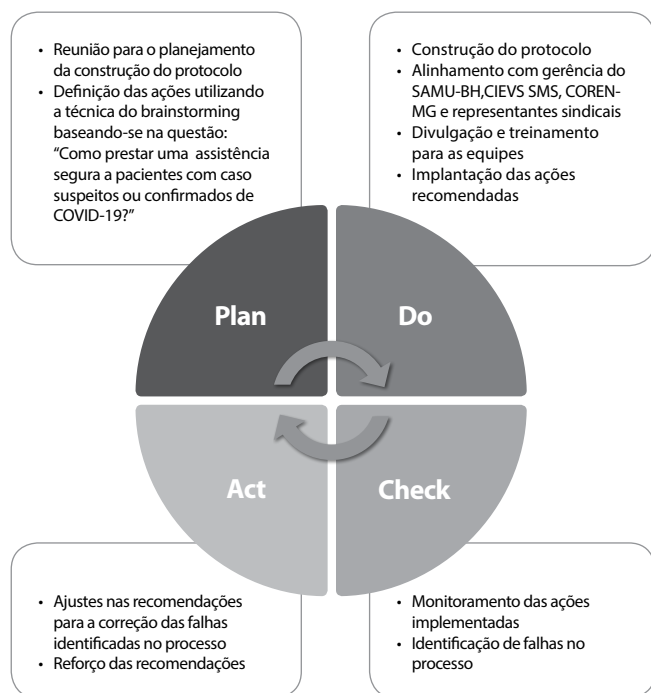 • Reunião para o planejamento
da construção do protocolo
• Definição das ações utilizando
a técnica do brainstorming
baseando-se na questão:
“Como prestar uma assistência
segura a pacientes com caso
suspeitos ou confirmados de
COVID-19?”
• Construção do protocolo
• Alinhamento com gerência do
SAMU-BH,CIEVS SMS, COREN-
MG e representantes sindicais
• Divulgação e treinamento
para as equipes
• Implantação das ações
recomendadas
Plan
Do
Act
Check
• Ajustes nas recomendações
para a correção das falhas
identificadas no processo
• Reforço das recomendações
• Monitoramento das ações
implementadas
• Identificação de falhas no
processo